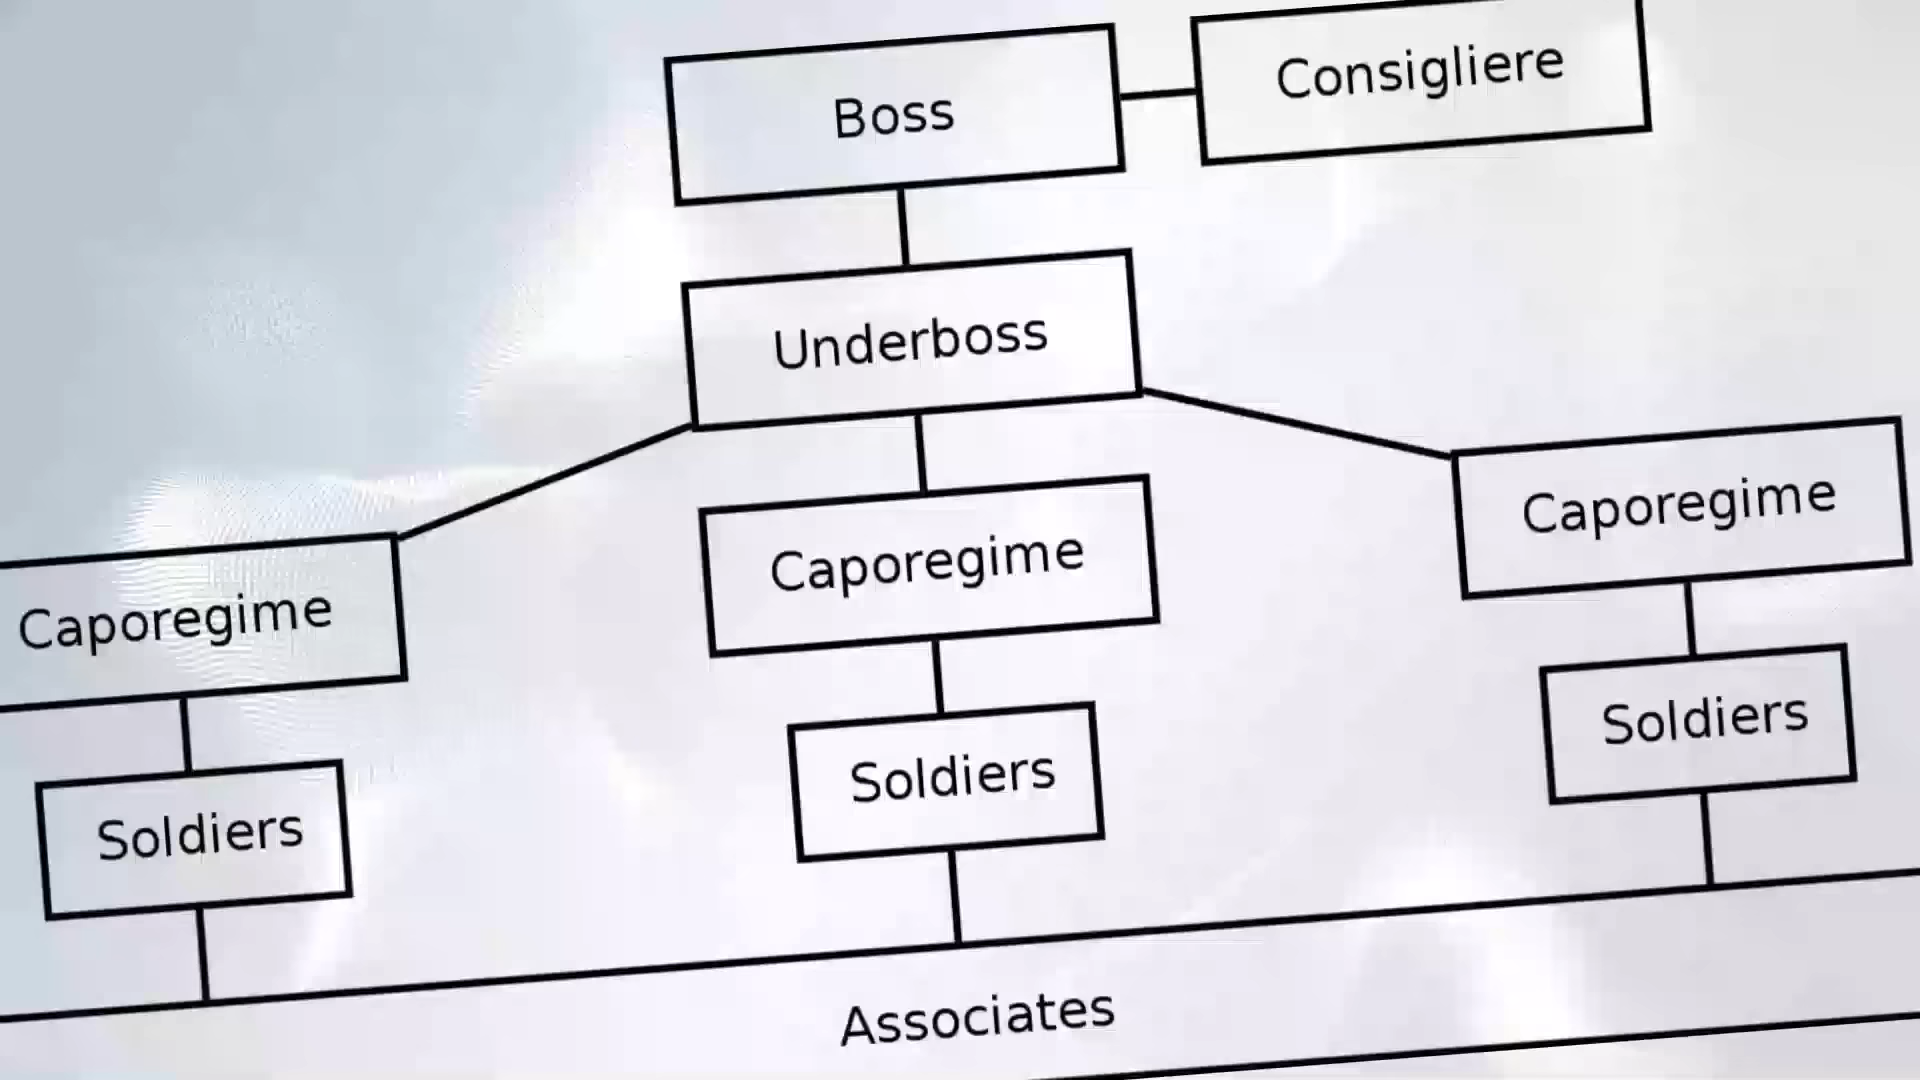 Boss
Consigliere
Underboss
Caporegime
Caporegime
Caporegime
Soldiers
Soldiers
Soldiers
Associates